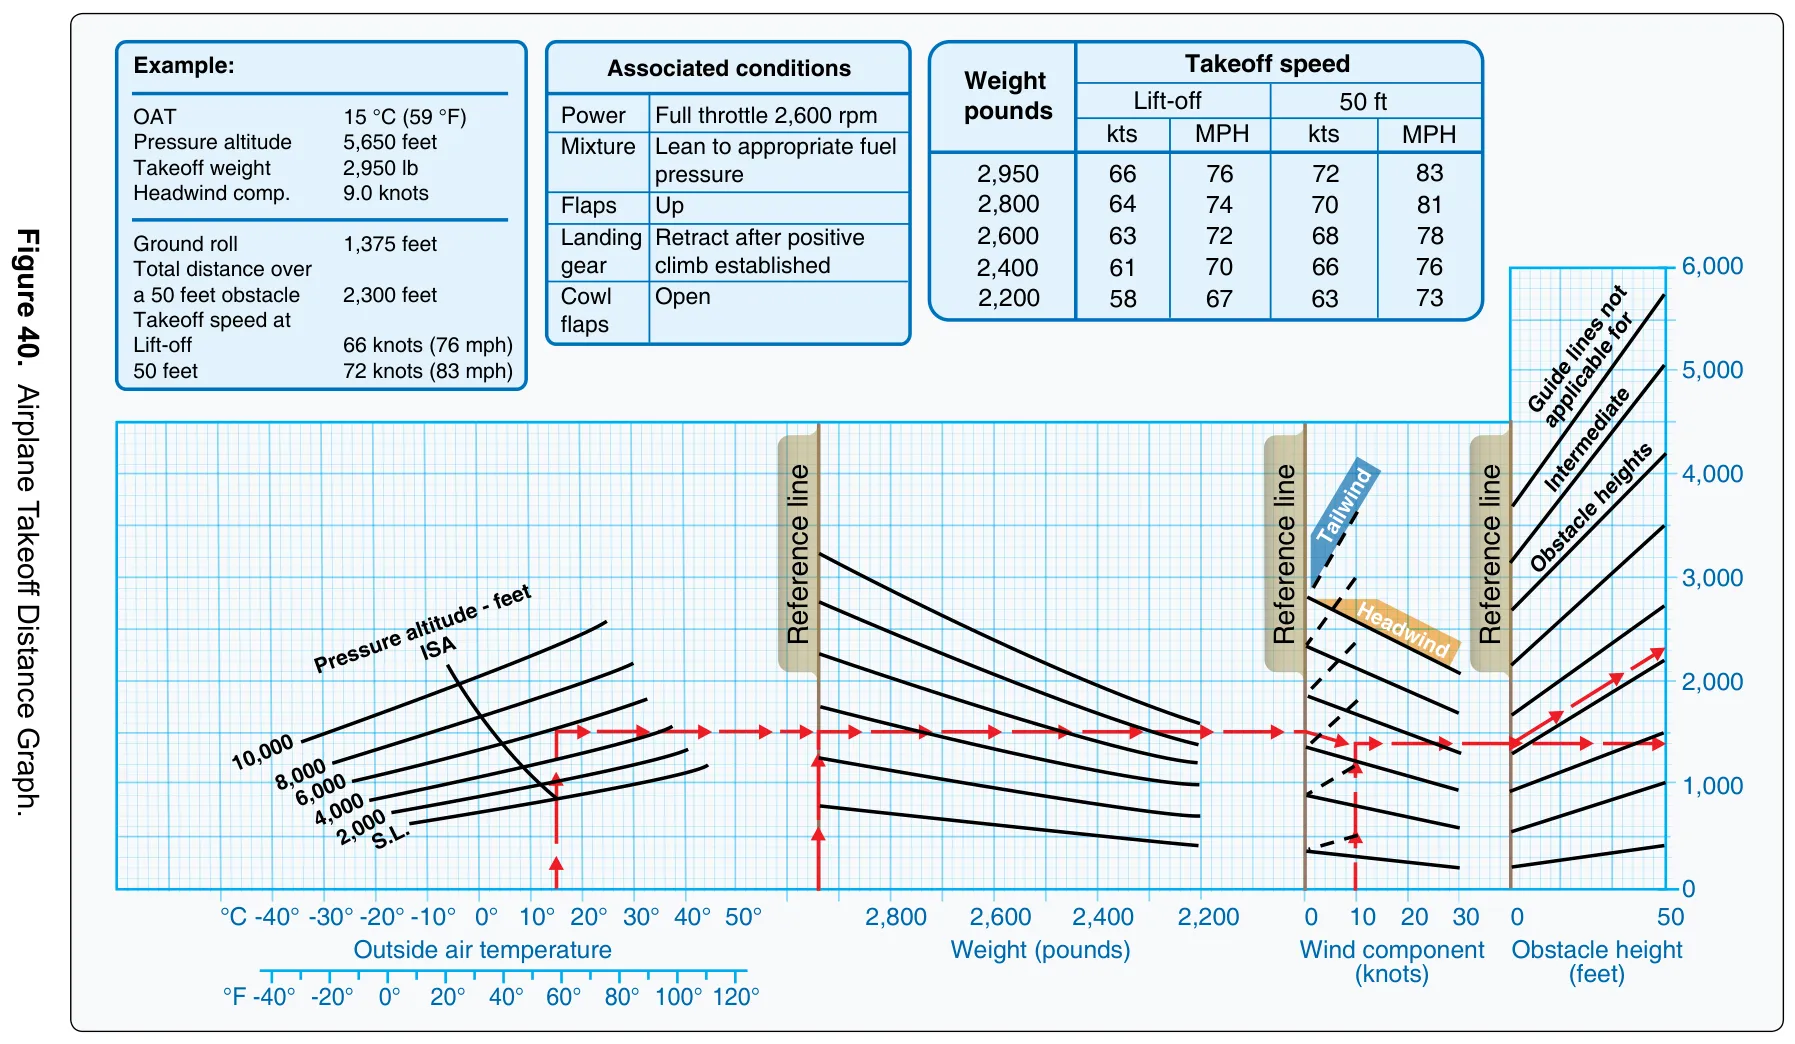 Figure 40. Airplane Takeoff Distance Graph.
Example:
OAT 15 °C (59 °F)
Pressure altitude 5,650 feet
Takeoff weight 2,950 lb
Headwind comp. 9.0 knots
Ground roll 1,375 feet
Total distance over
a 50 feet obstacle 2,300 feet
Takeoff speed at
Lift-off 66 knots (76 mph)
50 feet 72 knots (83 mph)
Associated conditions
Power Full throttle 2,600 rpm
Mixture Lean to appropriate fuel
pressure
Flaps Up
Landing Retract after positive
gear climb established
Cowl Open
flaps
Weight
pounds
Takeoff speed
Lift-off 50 ft
kts MPH kts MPH
2,950 66 76 72 83
2,800 64 74 70 81
2,600 63 72 68 78
2,400 61 70 66 76
2,200 58 67 63 73
Pressure altitude - feet
ISA
10,000
8,000
6,000
4,000
2,000
S.L.
Reference line
Reference line
Reference line
Tailwind
Headwind
Guide lines not
applicable for
Intermediate
Obstacle heights
6,000
5,000
4,000
3,000
2,000
1,000
0
°C -40° -30° -20° -10° 0° 10° 20° 30° 40° 50°
Outside air temperature
°F -40° -20° 0° 20° 40° 60° 80° 100° 120°
2,800 2,600 2,400 2,200
Weight (pounds)
0 10 20 30
Wind component
(knots)
0 50
Obstacle height
(feet)